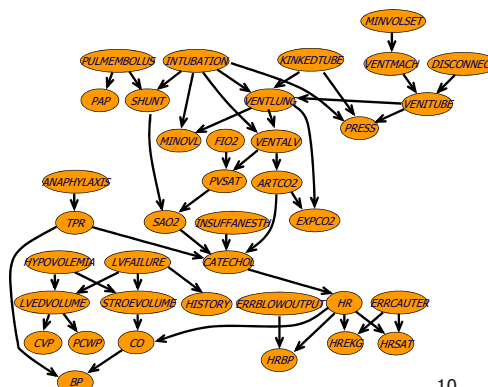 MINVOLSET
PULMEMBOLUS INTUBATION KINKEDTUBE VENTMACH DISCONNEC
PAP SHUNT VENTLUNG VENITUBE
PRESS
MINOVL FIO2 VENTALV
ANAPHYLAXIS PVSAT ARTCO2
TPR SAO2 INSUFFANESTH EXPCO2
HYPOVOLEMIA LVFAILURE CATECHOL
LVEDVOLUME STROEVOLUME HISTORY ERRBLOWOUTPUT HR ERRCAUTER
CVP PCWP CO HREKG HRSAT
HRBP
BP
10